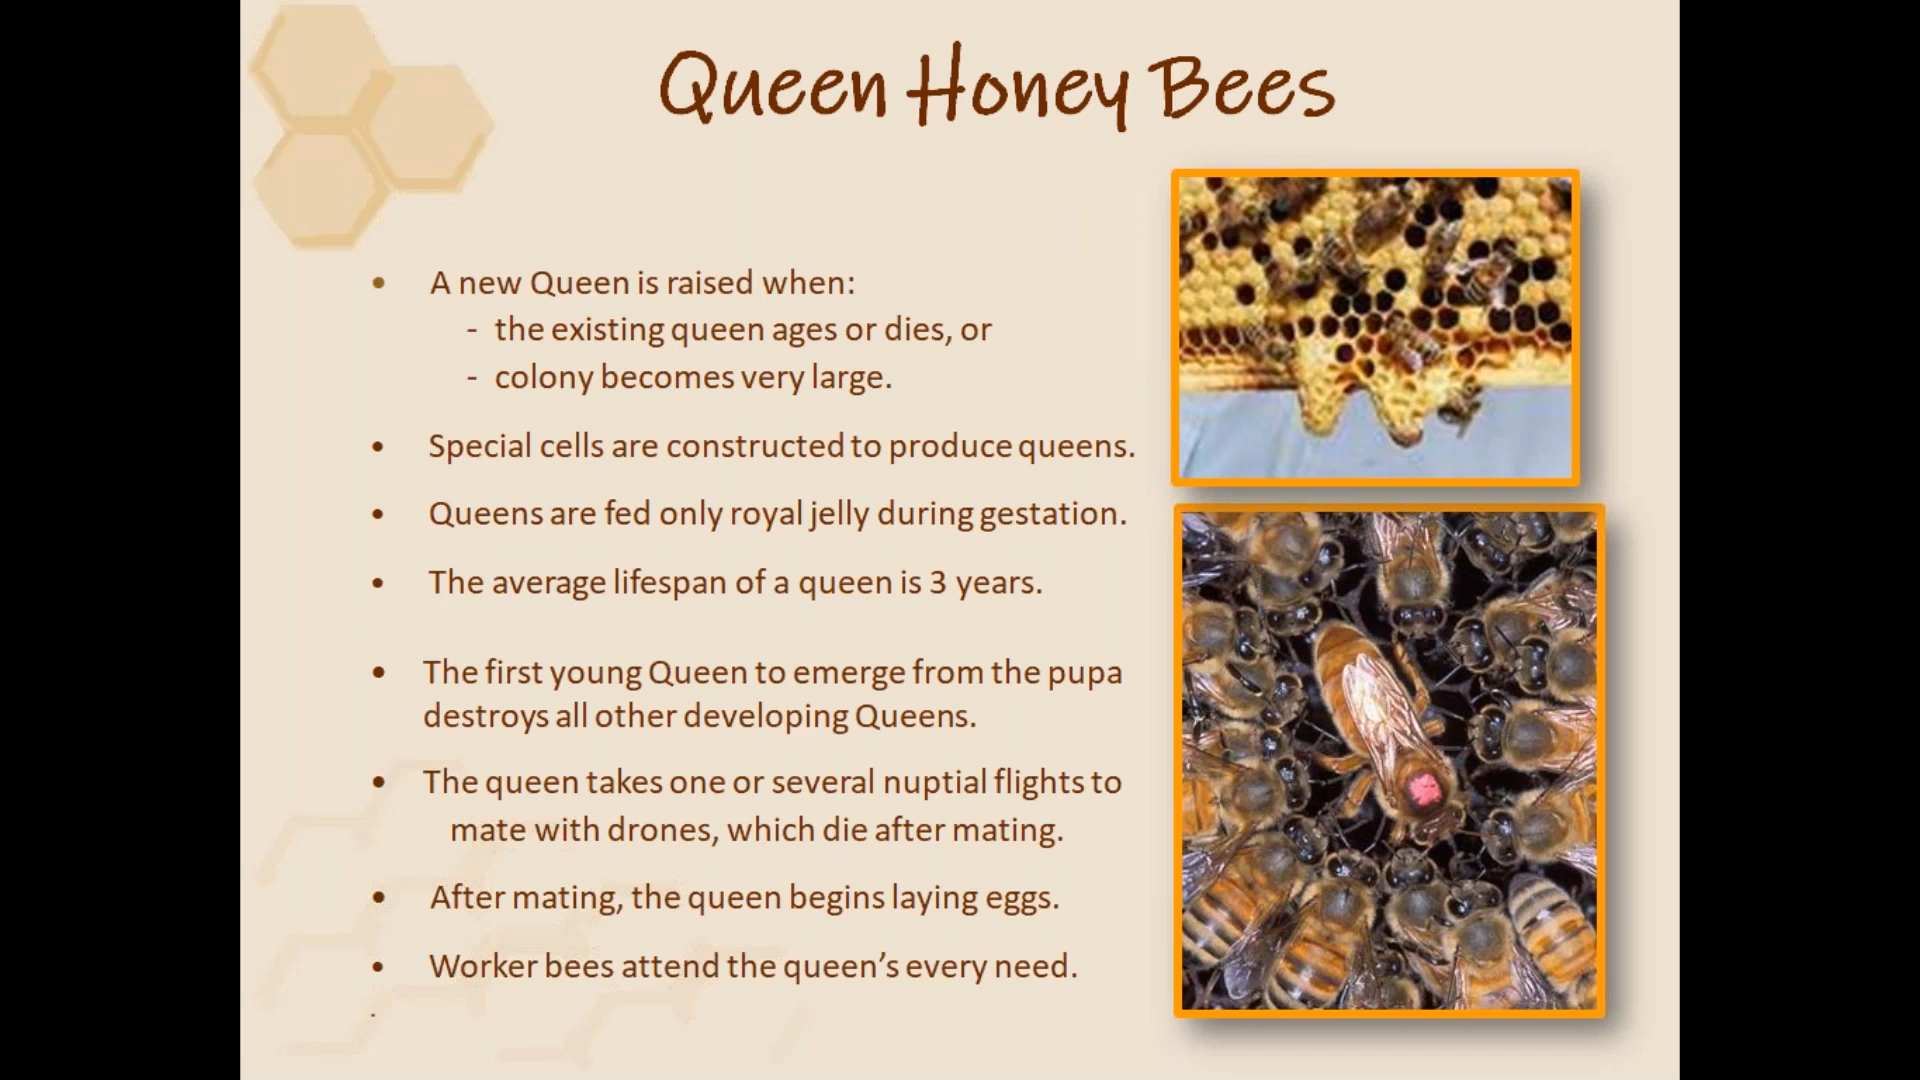 Queen Honey Bees
• A new Queen is raised when:
- the existing queen ages or dies, or
- colony becomes very large.
• Special cells are constructed to produce queens.
• Queens are fed only royal jelly during gestation.
• The average lifespan of a queen is 3 years.
• The first young Queen to emerge from the pupa
destroys all other developing Queens.
• The queen takes one or several nuptial flights to
mate with drones, which die after mating.
• After mating, the queen begins laying eggs.
• Worker bees attend the queen’s every need.
.